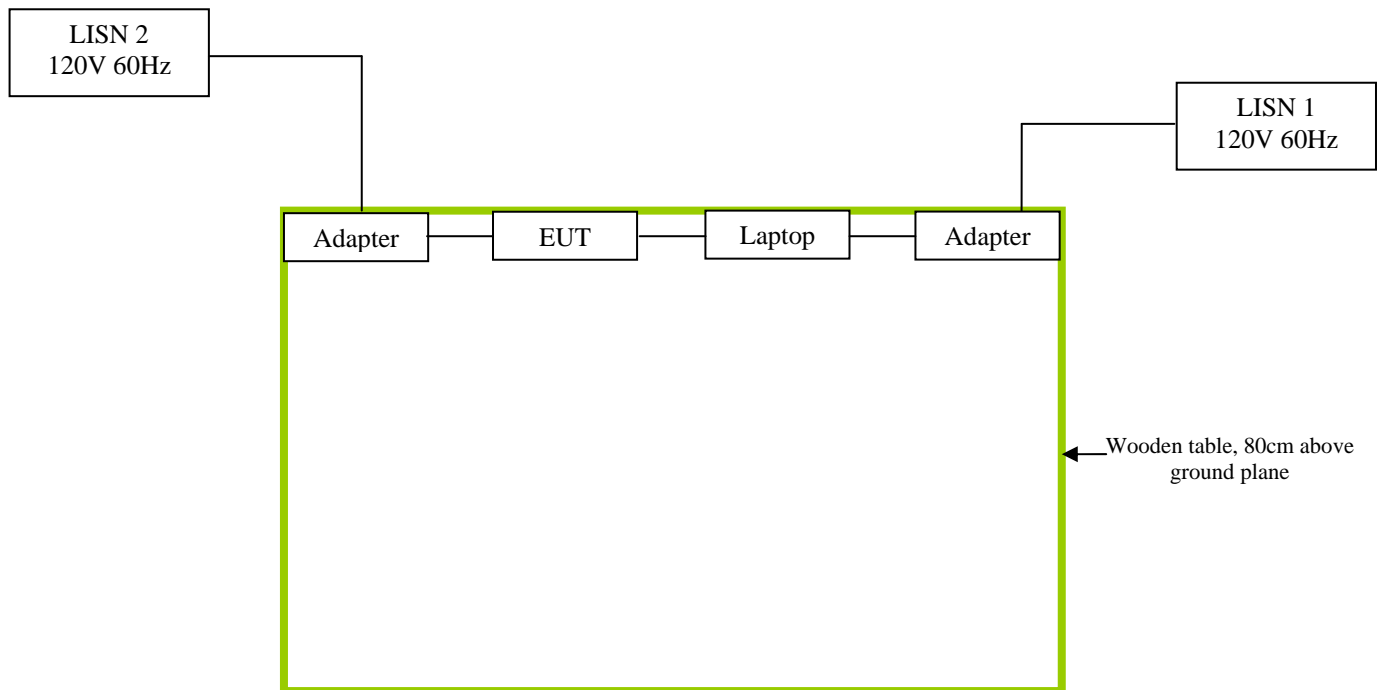 LISN 2
120V 60Hz
LISN 1
120V 60Hz
Adapter
EUT
Laptop
Adapter
Wooden table, 80cm above
ground plane